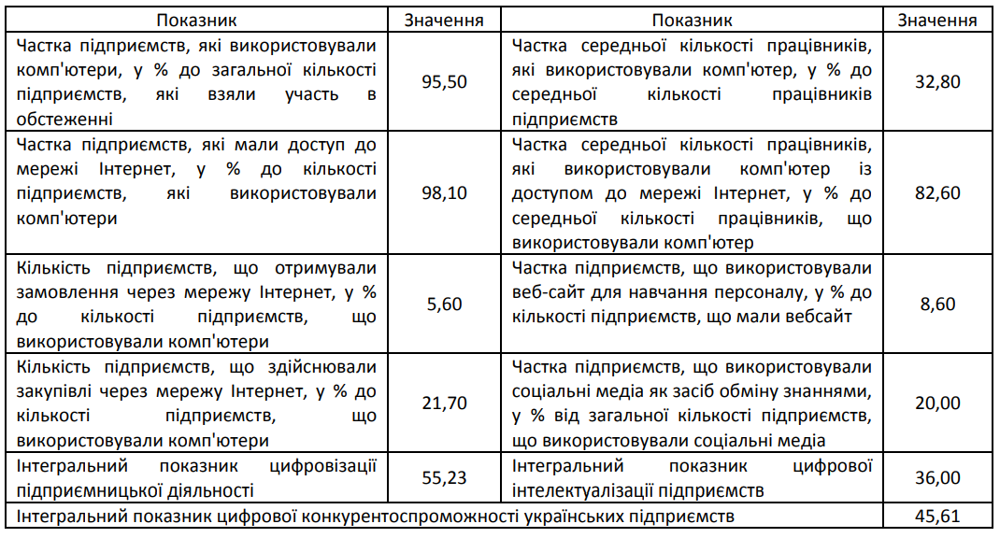 Показник Значення Показник Значення
Частка підприємств, які використовували
комп'ютери, у % до загальної кількості
підприємств, які взяли участь в
обстеженні
95,50
Частка середньої кількості працівників,
які використовували комп'ютер, у % до
середньої кількості працівників
підприємств
32,80
Частка підприємств, які мали доступ до
мережі Інтернет, у % до кількості
підприємств, які використовували
комп'ютери
98,10
Частка середньої кількості працівників,
які використовували комп'ютер із
доступом до мережі Інтернет, у % до
середньої кількості працівників, що
використовували комп'ютер
82,60
Кількість підприємств, що отримували
замовлення через мережу Інтернет, у %
до кількості підприємств, що
використовували комп'ютери
5,60
Частка підприємств, що використовували
веб-сайт для навчання персоналу, у % до
кількості підприємств, що мали вебсайт
8,60
Кількість підприємств, що здійснювали
закупівлі через мережу Інтернет, у % до
кількості підприємств, що
використовували комп'ютери
21,70
Частка підприємств, що використовували
соціальні медіа як засіб обміну знаннями,
у % від загальної кількості підприємств,
що використовували соціальні медіа
20,00
Інтегральний показник цифровізації
підприємницької діяльності
55,23
Інтегральний показник цифрової
інтелектуалізації підприємств
36,00
Інтегральний показник цифрової конкурентоспроможності українських підприємств
45,61